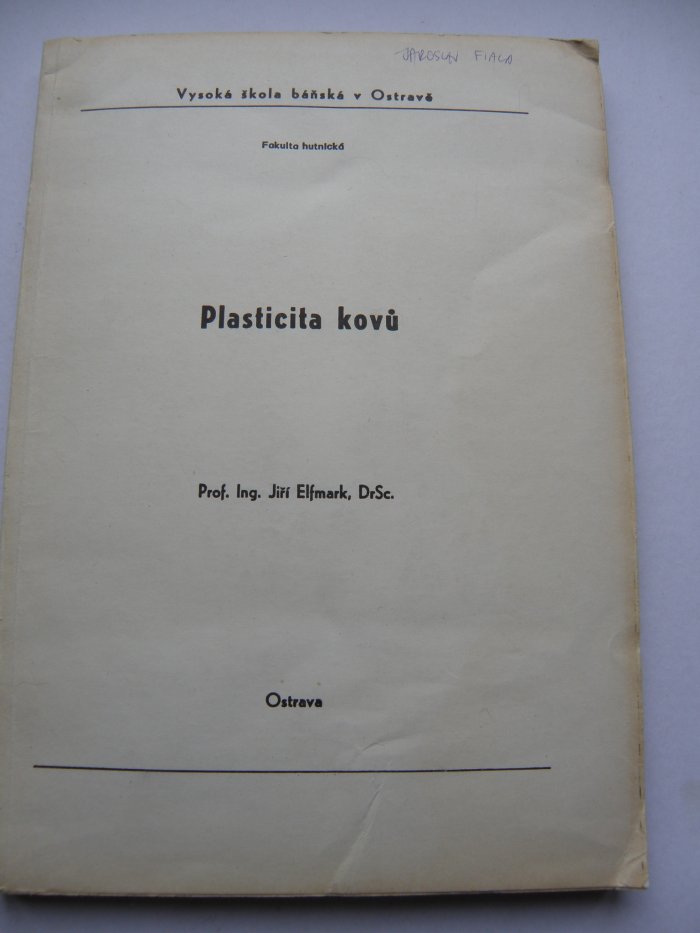 JAROSLAV FIALA
Vysoká škola báňská v Ostravě
Fakulta hutnická
Plasticita kovů
Prof. Ing. Jiří Elfmark, DrSc.
Ostrava